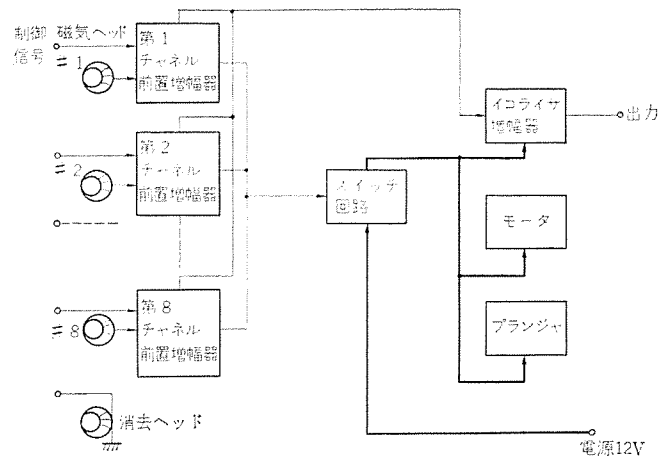 制御 磁気ヘッド
信号
#1
第1
チャネル
前置増幅器
#2
第2
チャネル
前置増幅器
#8
第8
チャネル
前置増幅器
消去ヘッド
スイッチ
回路
イコライザ
増幅器
出力
モータ
プランジャ
電源12V